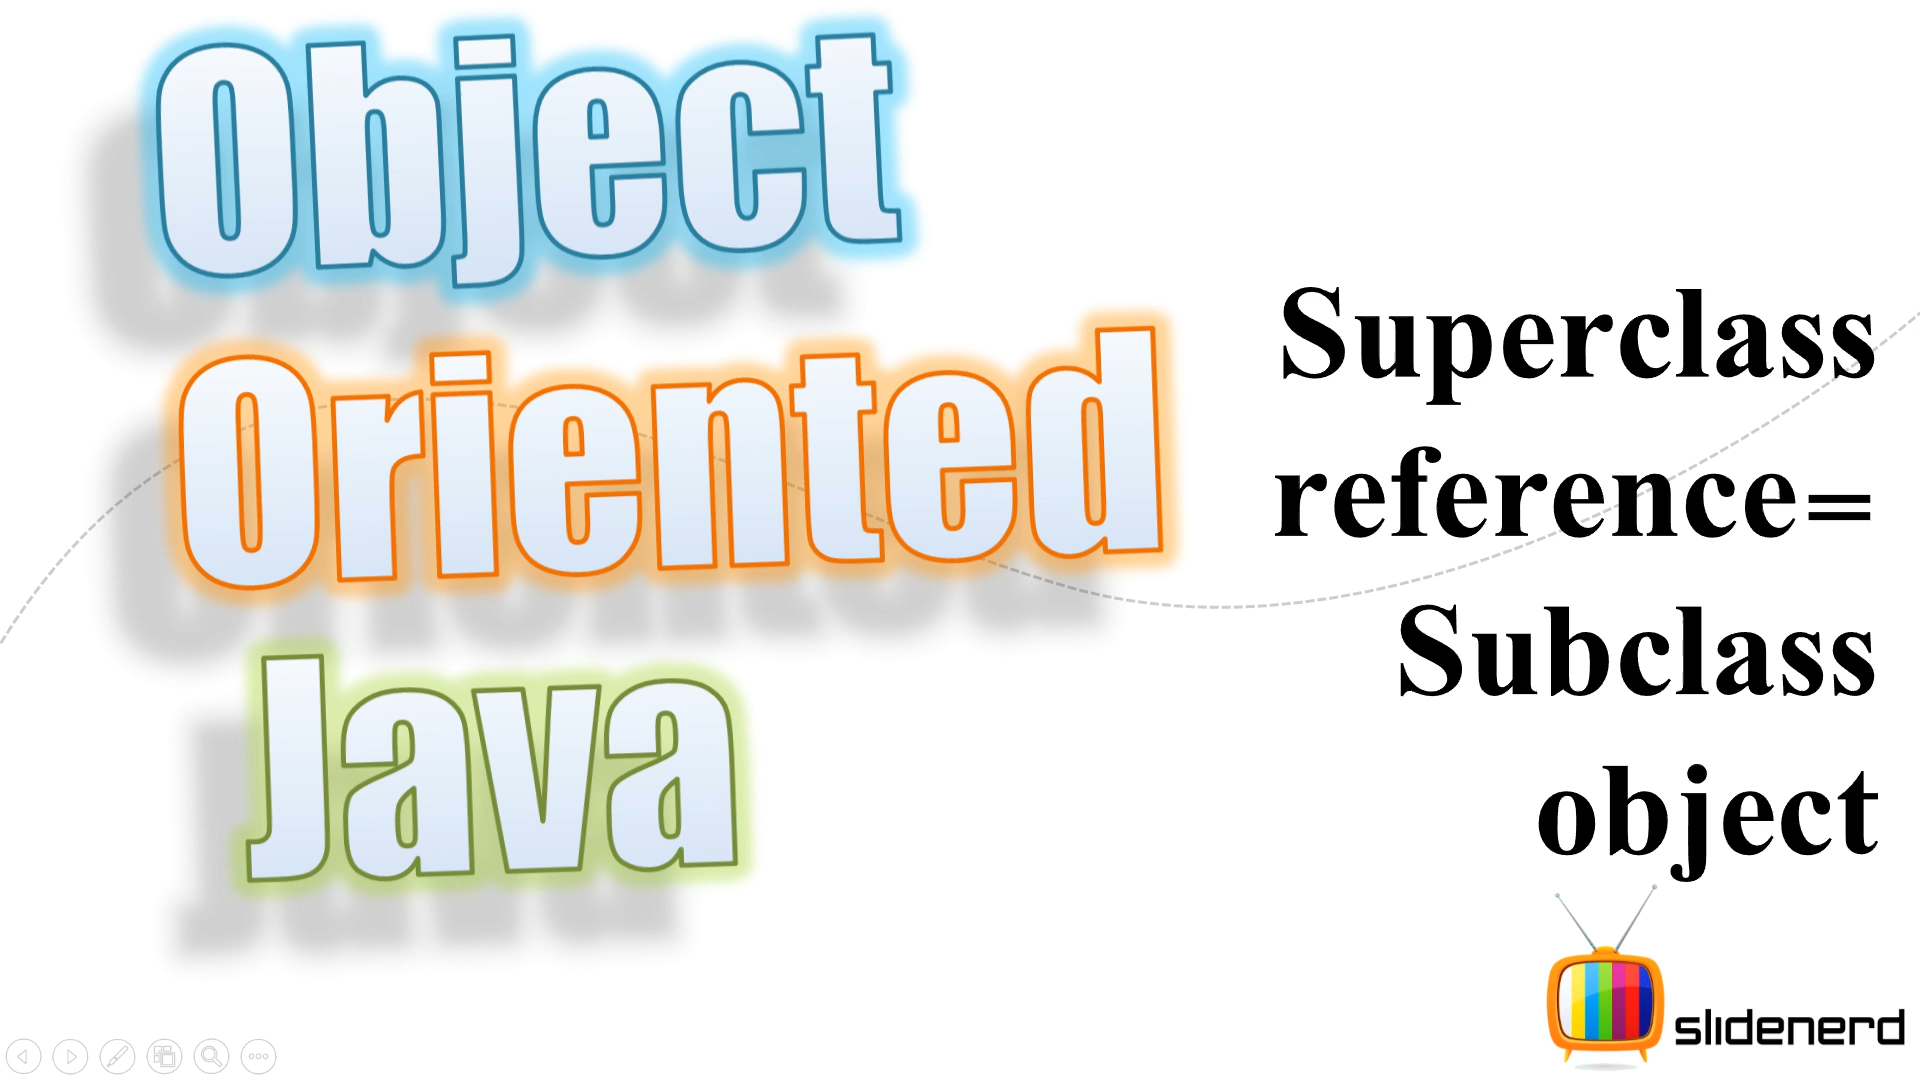 Object
Oriented
Java
Superclass
reference=
Subclass
object
slidenerd